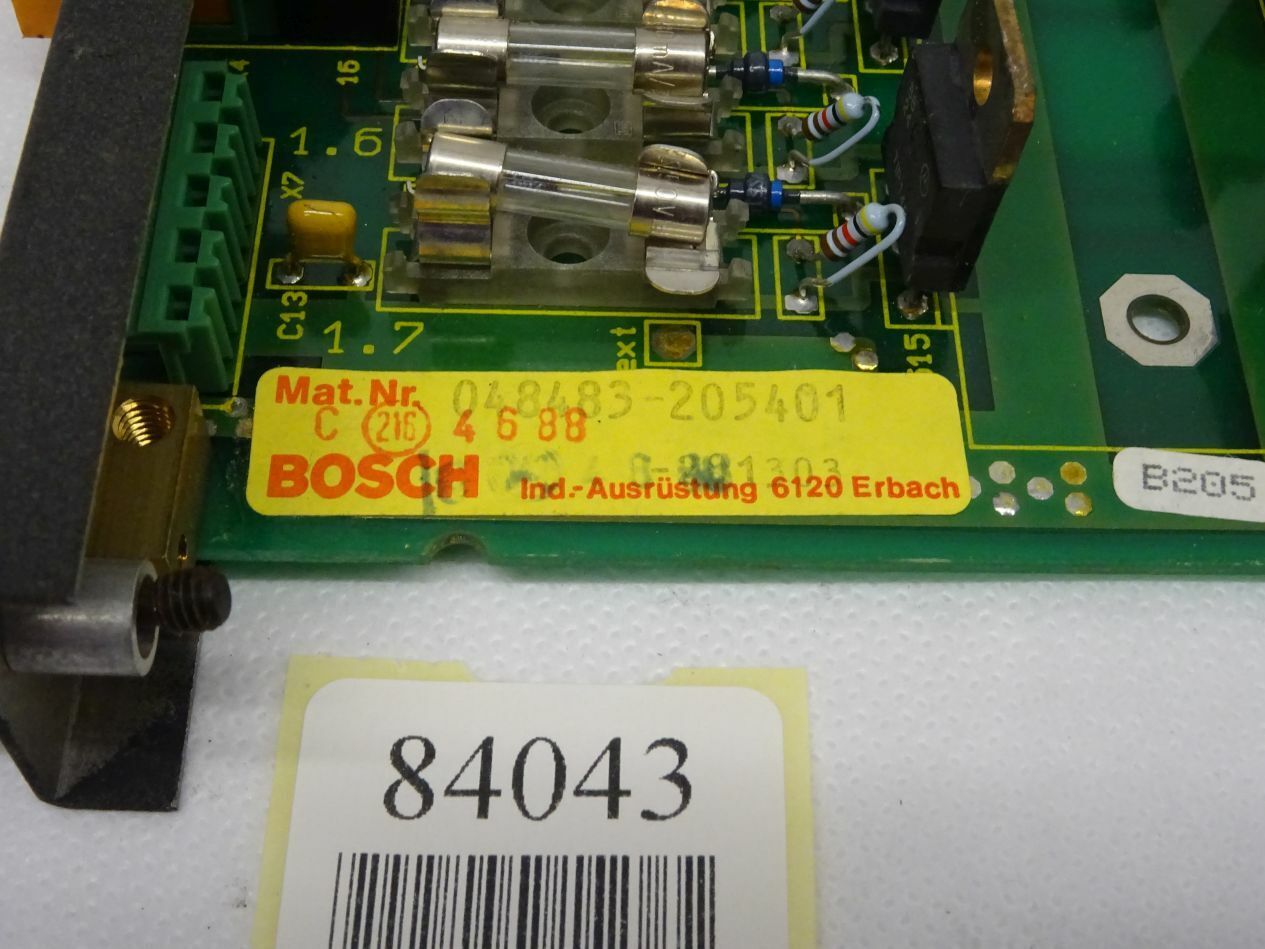 16
1.6
X7
C13
1.7
ext
Mat.Nr. 048483-205401
C 216 4 6 88
BOSCH 1303
Ind.-Ausrüstung 6120 Erbach
B205
84043